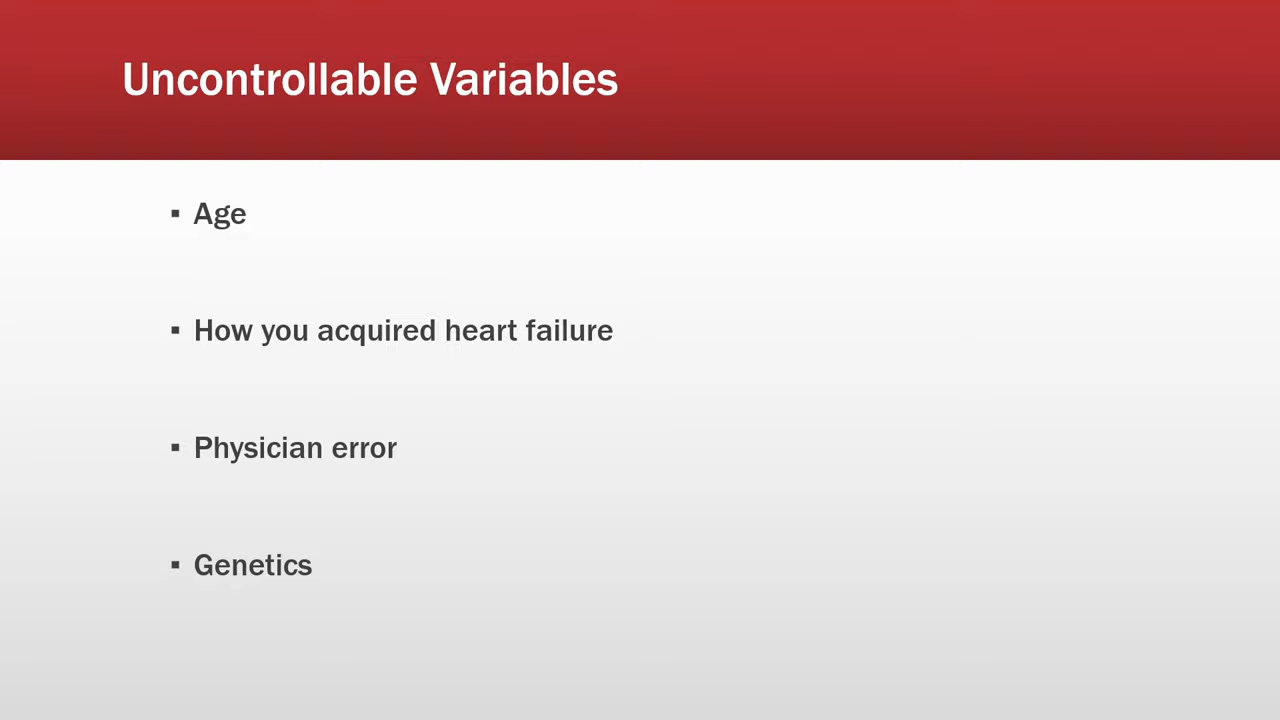 Uncontrollable Variables
▪ Age
▪ How you acquired heart failure
▪ Physician error
▪ Genetics